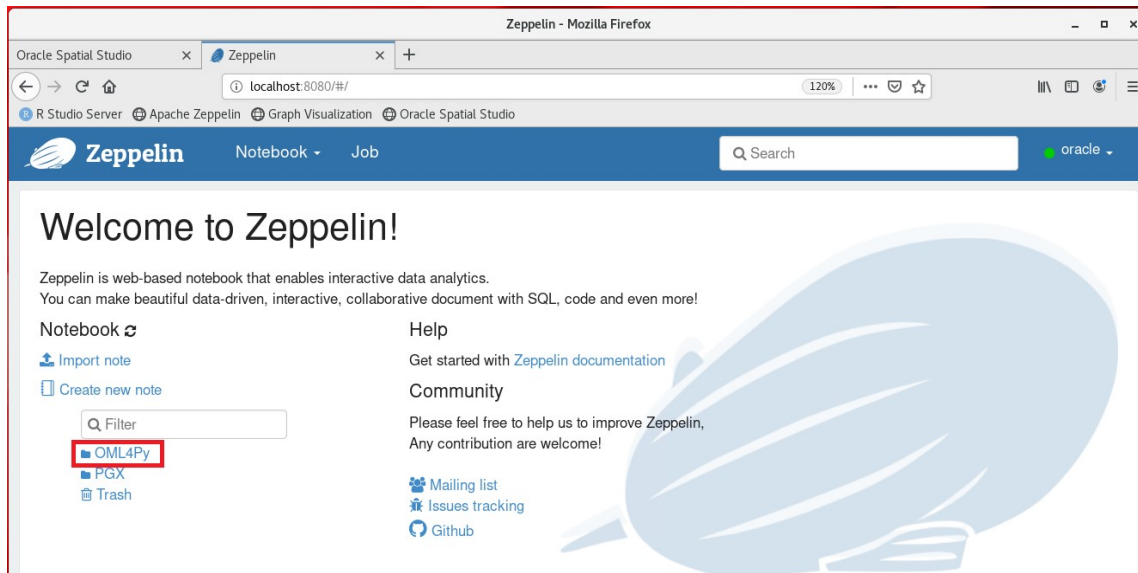 Zeppelin - Mozilla Firefox
Oracle Spatial Studio
Zeppelin
localhost:8080/#/
120%
R Studio Server Apache Zeppelin Graph Visualization Oracle Spatial Studio
Zeppelin Notebook Job Search oracle
Welcome to Zeppelin!
Zeppelin is web-based notebook that enables interactive data analytics.
You can make beautiful data-driven, interactive, collaborative document with SQL, code and even more!
Notebook
Import note
Create new note
Filter
OML4Py
PGX
Trash
Help
Get started with Zeppelin documentation
Community
Please feel free to help us to improve Zeppelin,
Any contribution are welcome!
Mailing list
Issues tracking
Github